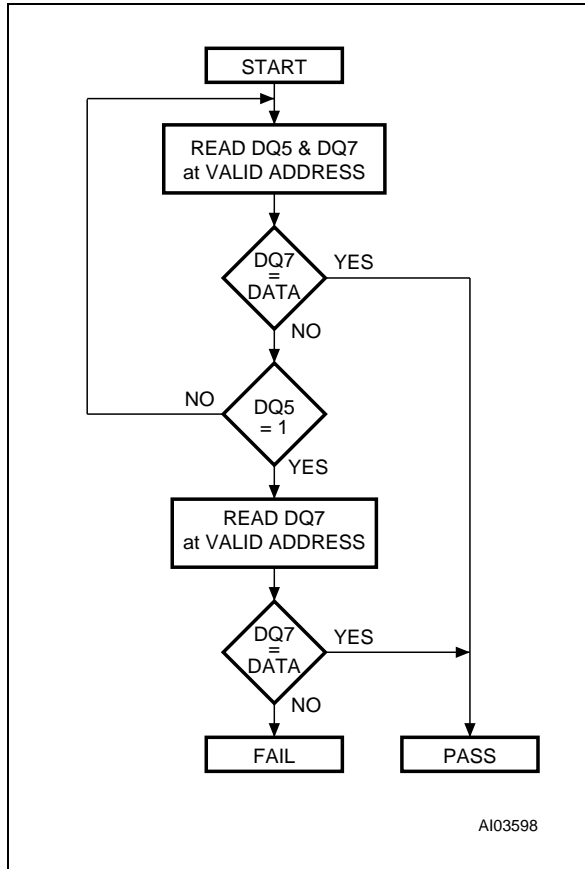 START
READ DQ5 & DQ7
at VALID ADDRESS
DQ7
=
DATA
YES
NO
DQ5
= 1
NO
YES
READ DQ7
at VALID ADDRESS
DQ7
=
DATA
YES
NO
FAIL
PASS
AI03598